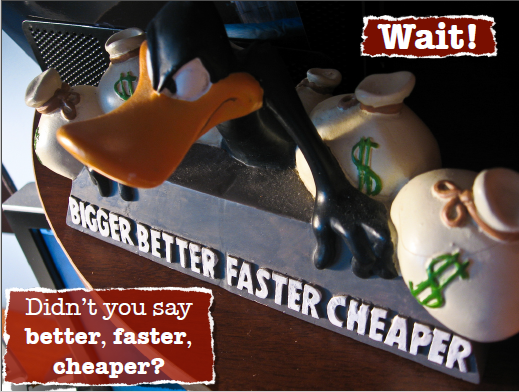 Wait!
BIGGER BETTER FASTER CHEAPER
Didn't you say
better, faster,
cheaper?